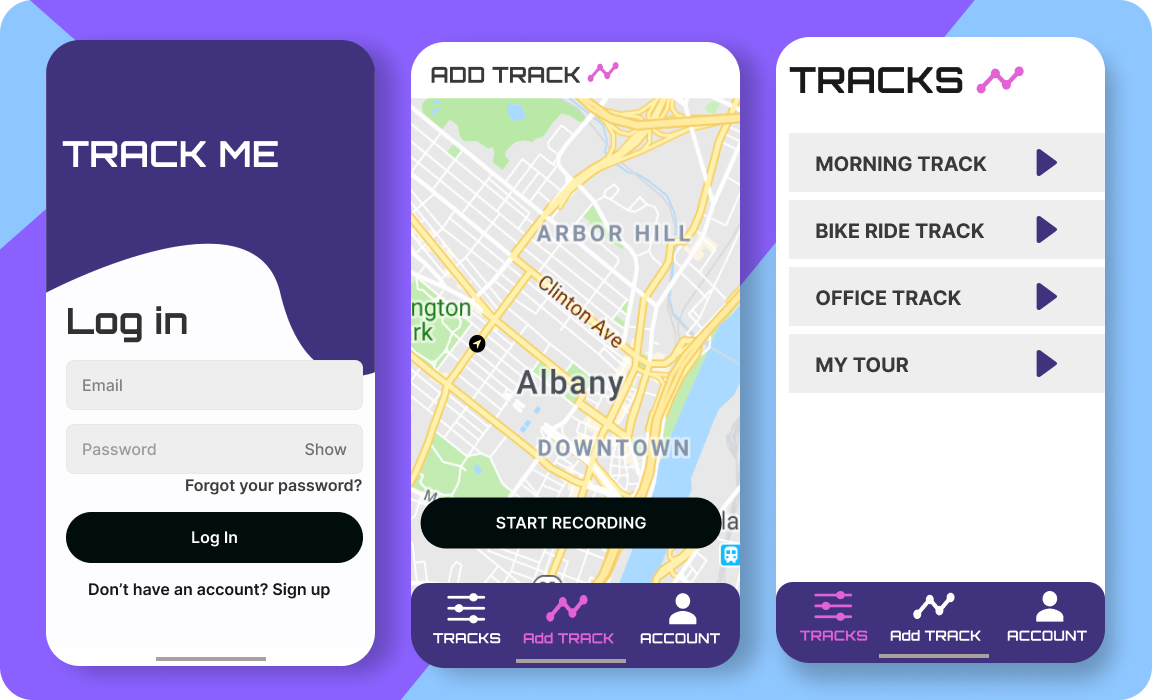 TRACK ME
Log in
Email
Password
Show
Forgot your password?
Log In
Don’t have an account? Sign up
ADD TRACK
ARBOR HILL
Clinton Ave
ngton
rk
Albany
DOWNTOWN
M
la
START RECORDING
TRACKS
Add TRACK
ACCOUNT
TRACKS
MORNING TRACK
BIKE RIDE TRACK
OFFICE TRACK
MY TOUR
TRACKS
Add TRACK
ACCOUNT